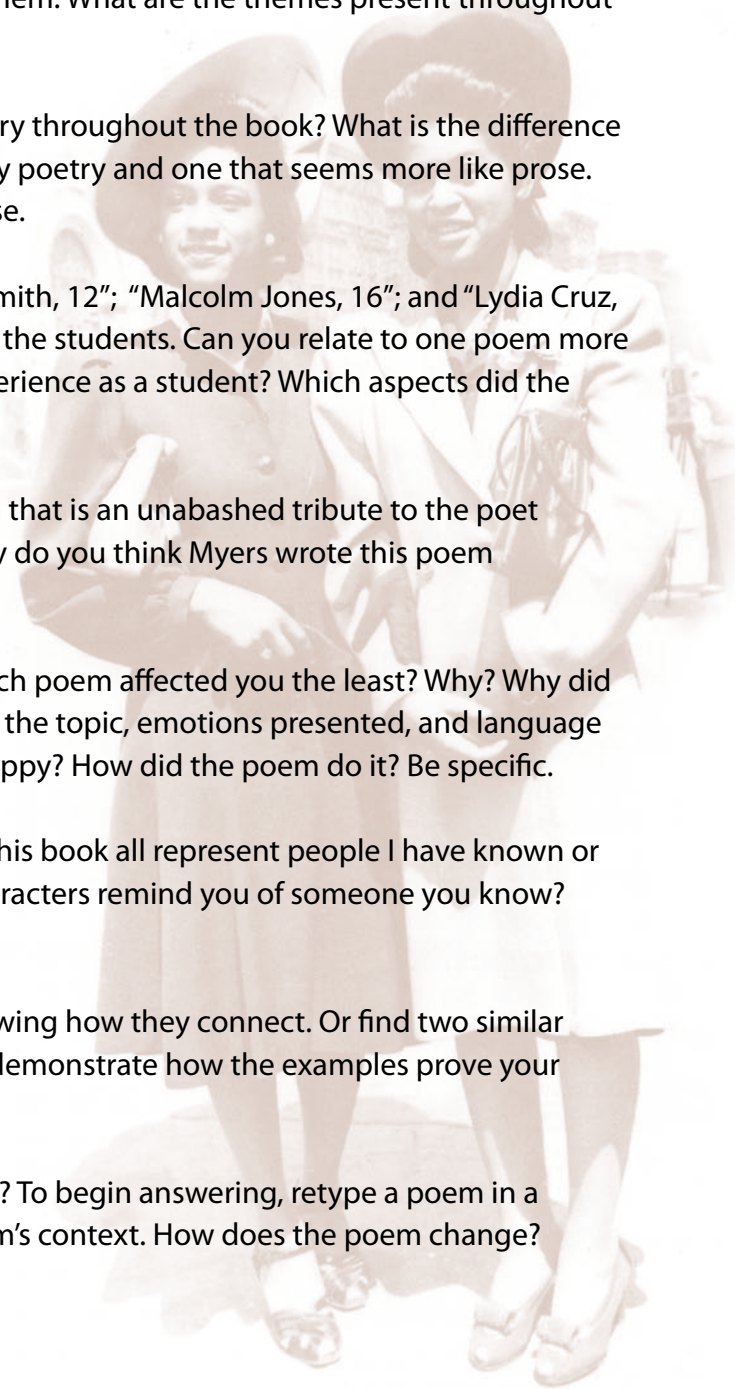 them. What are the themes present throughout
ry throughout the book? What is the difference
y poetry and one that seems more like prose.
se.
mith, 12”; “Malcolm Jones, 16”; and “Lydia Cruz,
the students. Can you relate to one poem more
erience as a student? Which aspects did the
that is an unabashed tribute to the poet
y do you think Myers wrote this poem
ch poem affected you the least? Why? Why did
the topic, emotions presented, and language
ppy? How did the poem do it? Be specific.
his book all represent people I have known or
racters remind you of someone you know?
wing how they connect. Or find two similar
demonstrate how the examples prove your
? To begin answering, retype a poem in a
m’s context. How does the poem change?